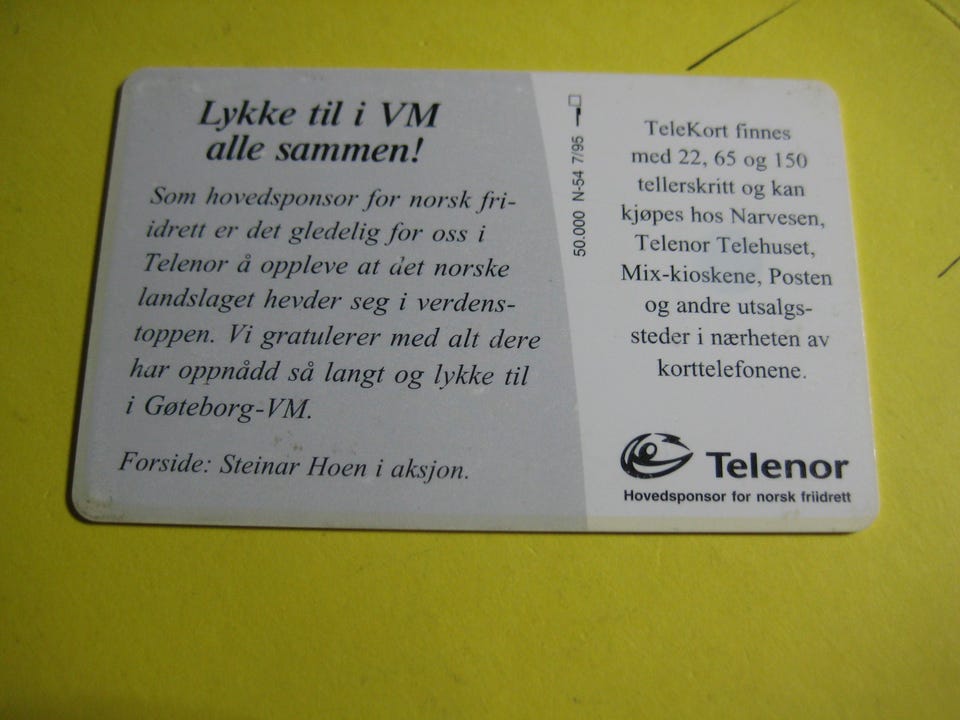 Lykke til i VM
alle sammen!
Som hovedsponsor for norsk fri-
idrett er det gledelig for oss i
Telenor å oppleve at det norske
landslaget hevder seg i verdens-
toppen. Vi gratulerer med alt dere
har oppnådd så langt og lykke til
i Gøteborg-VM.
Forside: Steinar Hoen i aksjon.
50.000 N-54 7/95
TeleKort finnes
med 22, 65 og 150
tellerskritt og kan
kjøpes hos Narvesen,
Telenor Telehuset,
Mix-kioskene, Posten
og andre utsalgs-
steder i nærheten av
korttelefonene.
Telenor
Hovedsponsor for norsk friidrett